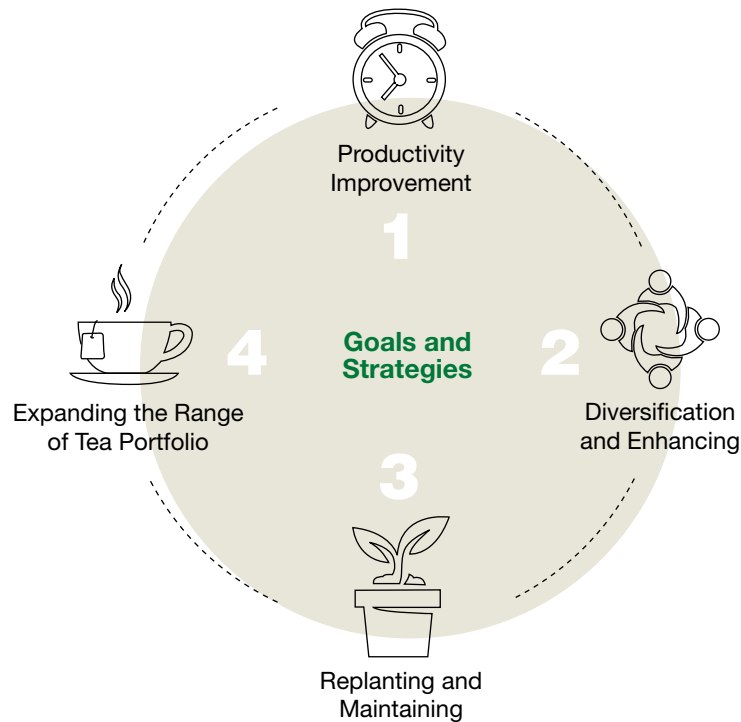 Productivity
Improvement
1
Goals and
Strategies
2
Diversification
and Enhancing
3
Replanting and
Maintaining
4
Expanding the Range
of Tea Portfolio